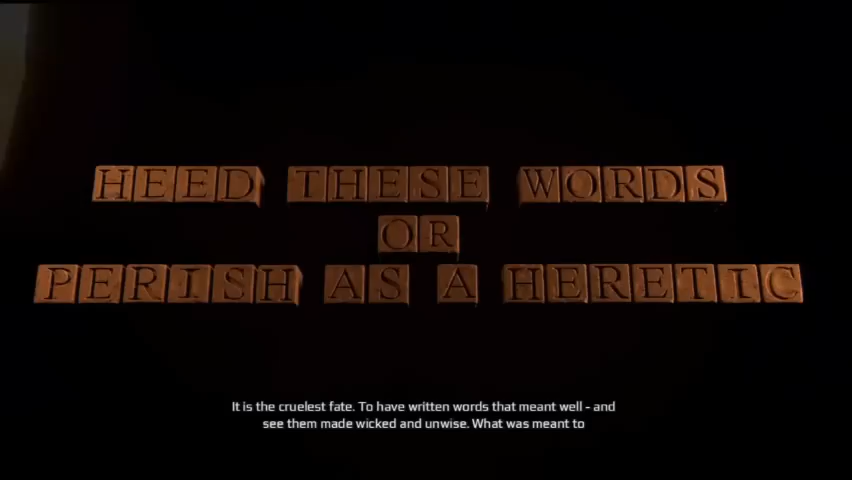 HEED THESE WORDS
OR
PERISH AS A HERETIC
It is the cruelest fate. To have written words that meant well - and
see them made wicked and unwise. What was meant to